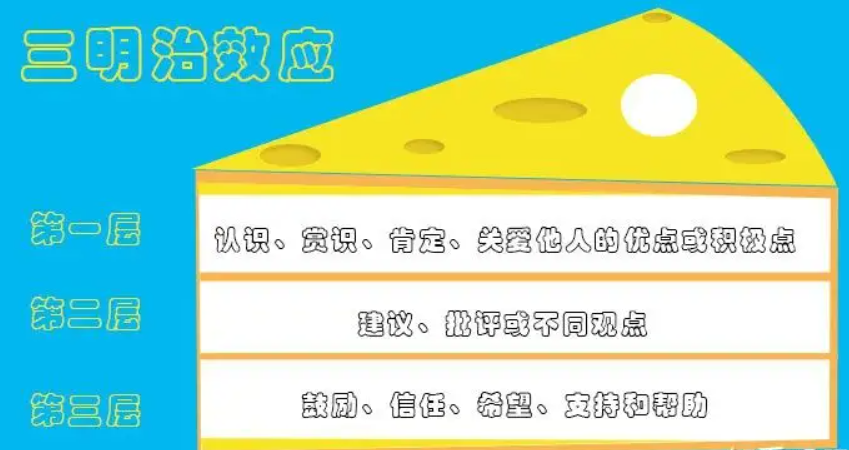 三明治效应
第一层
认识、赏识、肯定、关爱他人的优点或积极点
第二层
建议、批评或不同观点
第三层
鼓励、信任、希望、支持和帮助